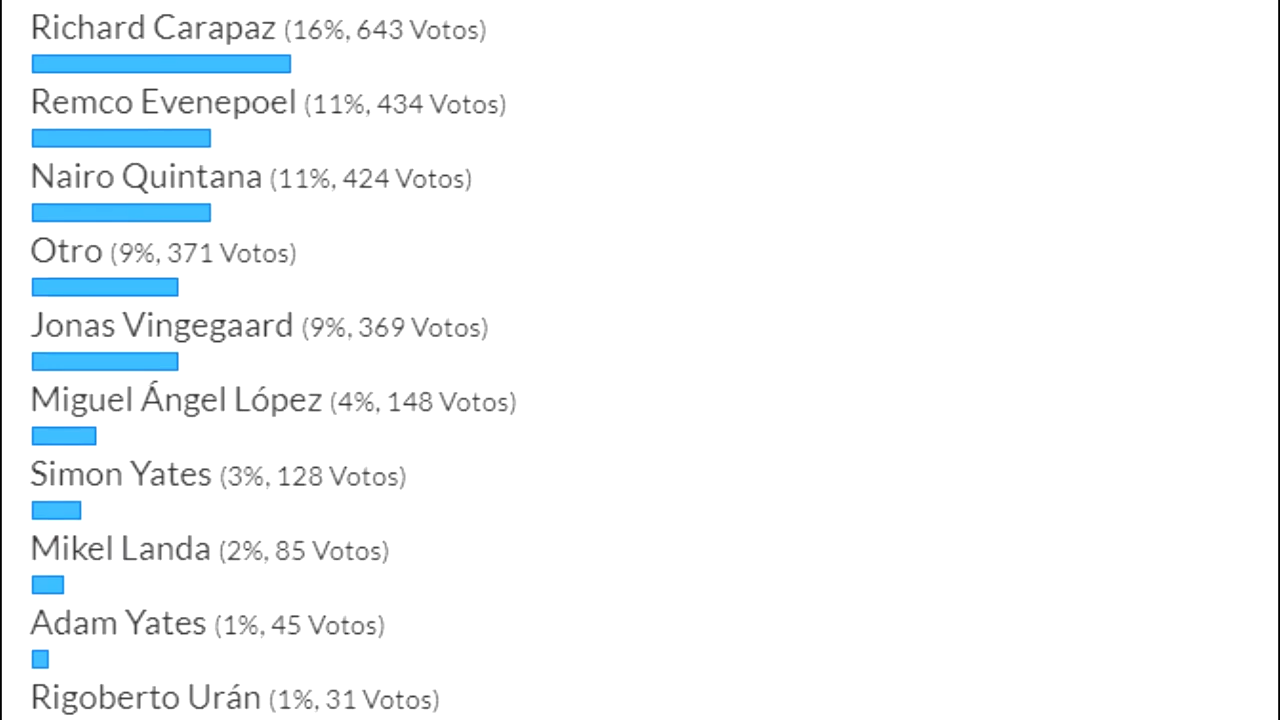 Richard Carapaz (16%, 643 Votos)
Remco Evenepoel (11%, 434 Votos)
Nairo Quintana (11%, 424 Votos)
Otro (9%, 371 Votos)
Jonas Vingegaard (9%, 369 Votos)
Miguel Ángel López (4%, 148 Votos)
Simon Yates (3%, 128 Votos)
Mikel Landa (2%, 85 Votos)
Adam Yates (1%, 45 Votos)
Rigoberto Urán (1%, 31 Votos)